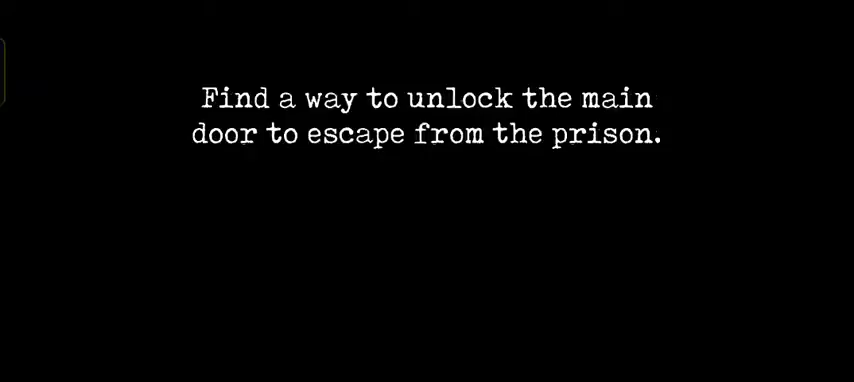 Find a way to unlock the main
door to escape from the prison.